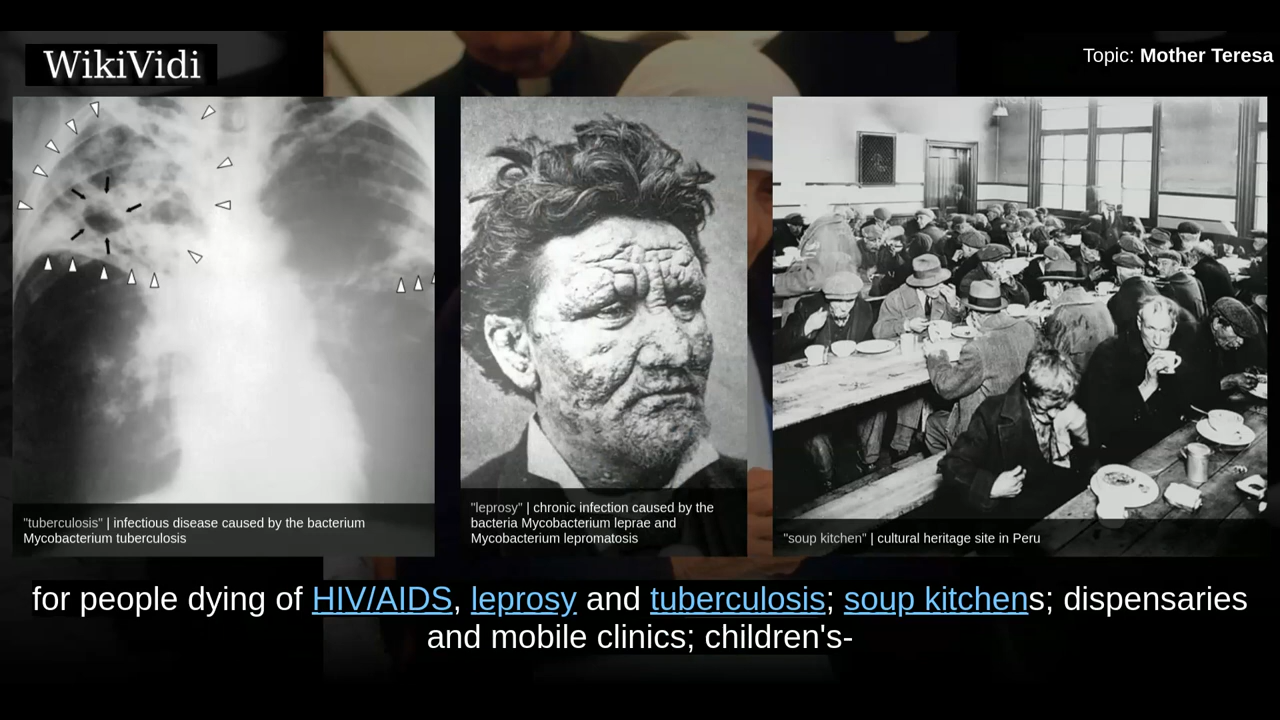 WikiVidi
Topic: Mother Teresa
"tuberculosis" | infectious disease caused by the bacterium
Mycobacterium tuberculosis
"leprosy" | chronic infection caused by the
bacteria Mycobacterium leprae and
Mycobacterium lepromatosis
"soup kitchen" | cultural heritage site in Peru
for people dying of HIV/AIDS, leprosy and tuberculosis; soup kitchens; dispensaries
and mobile clinics; children's-